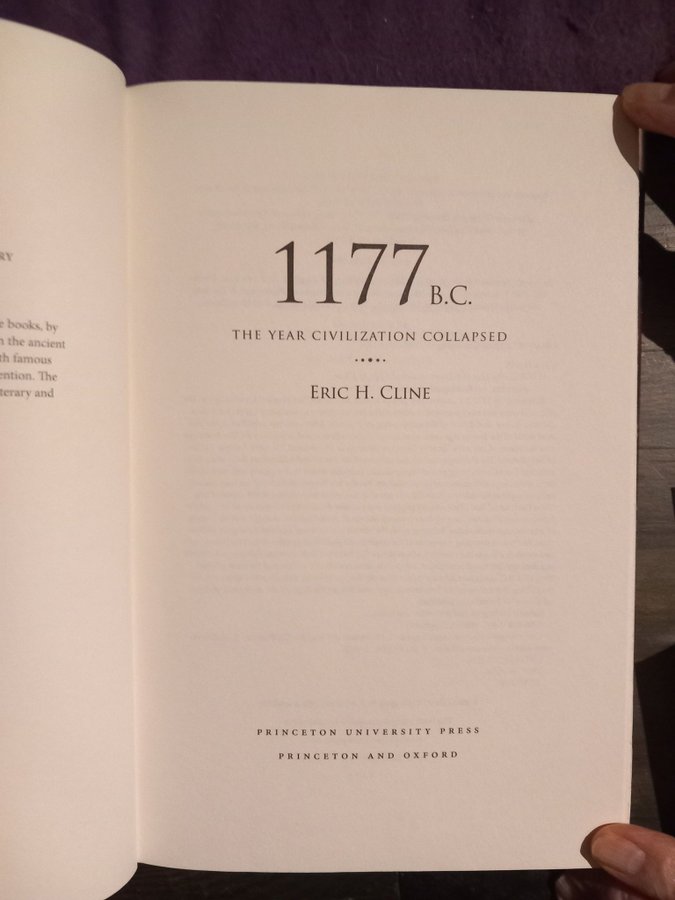 RY
e books, by
n the ancient
th famous
ention. The
terary and
1177 B.C.
THE YEAR CIVILIZATION COLLAPSED
ERIC H. CLINE
PRINCETON UNIVERSITY PRESS
PRINCETON AND OXFORD